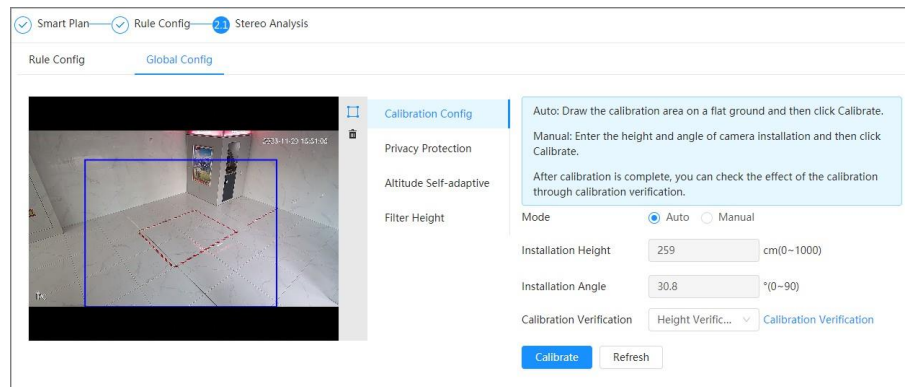 Smart Plan
Rule Config
2.1 Stereo Analysis
Rule Config
Global Config
Calibration Config
Privacy Protection
Altitude Self-adaptive
Filter Height
Auto: Draw the calibration area on a flat ground and then click Calibrate.
Manual: Enter the height and angle of camera installation and then click
Calibrate.
After calibration is complete, you can check the effect of the calibration
through calibration verification.
Mode Auto Manual
Installation Height 259 cm(0~1000)
Installation Angle 30.8 °(0~90)
Calibration Verification Height Verific... Calibration Verification
Calibrate Refresh